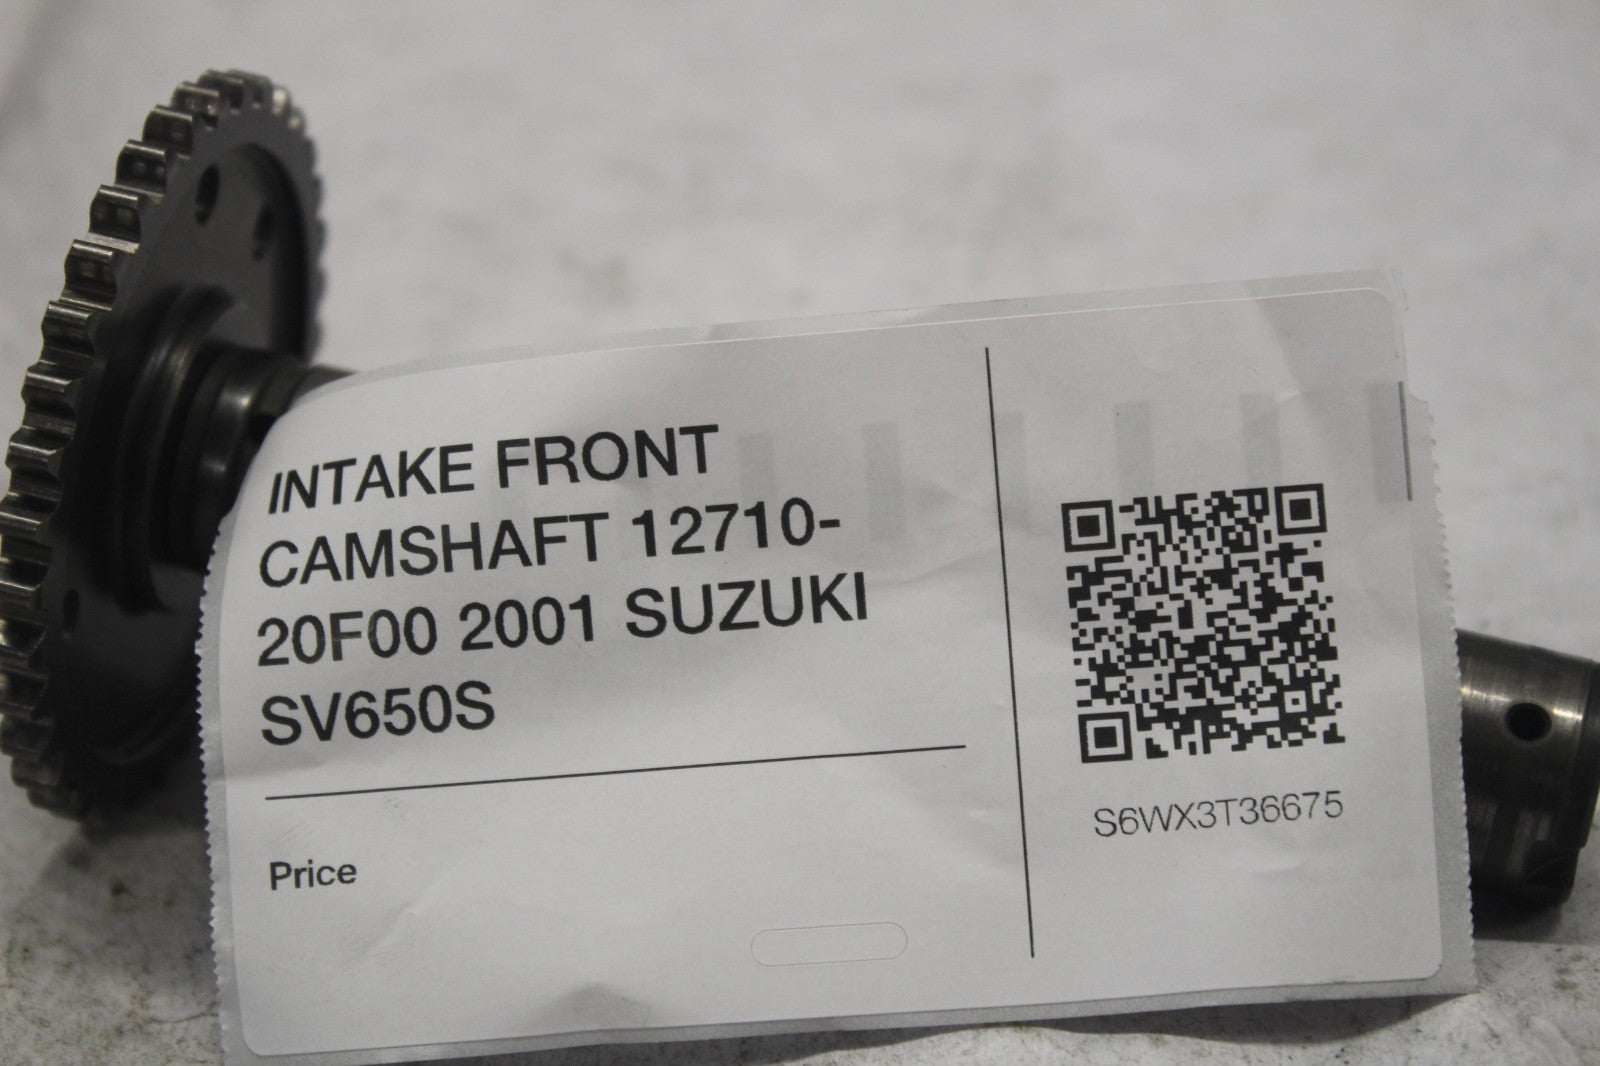 INTAKE FRONT
CAMSHAFT 12710-
20F00 2001 SUZUKI
SV650S
Price
S6WX3T36675